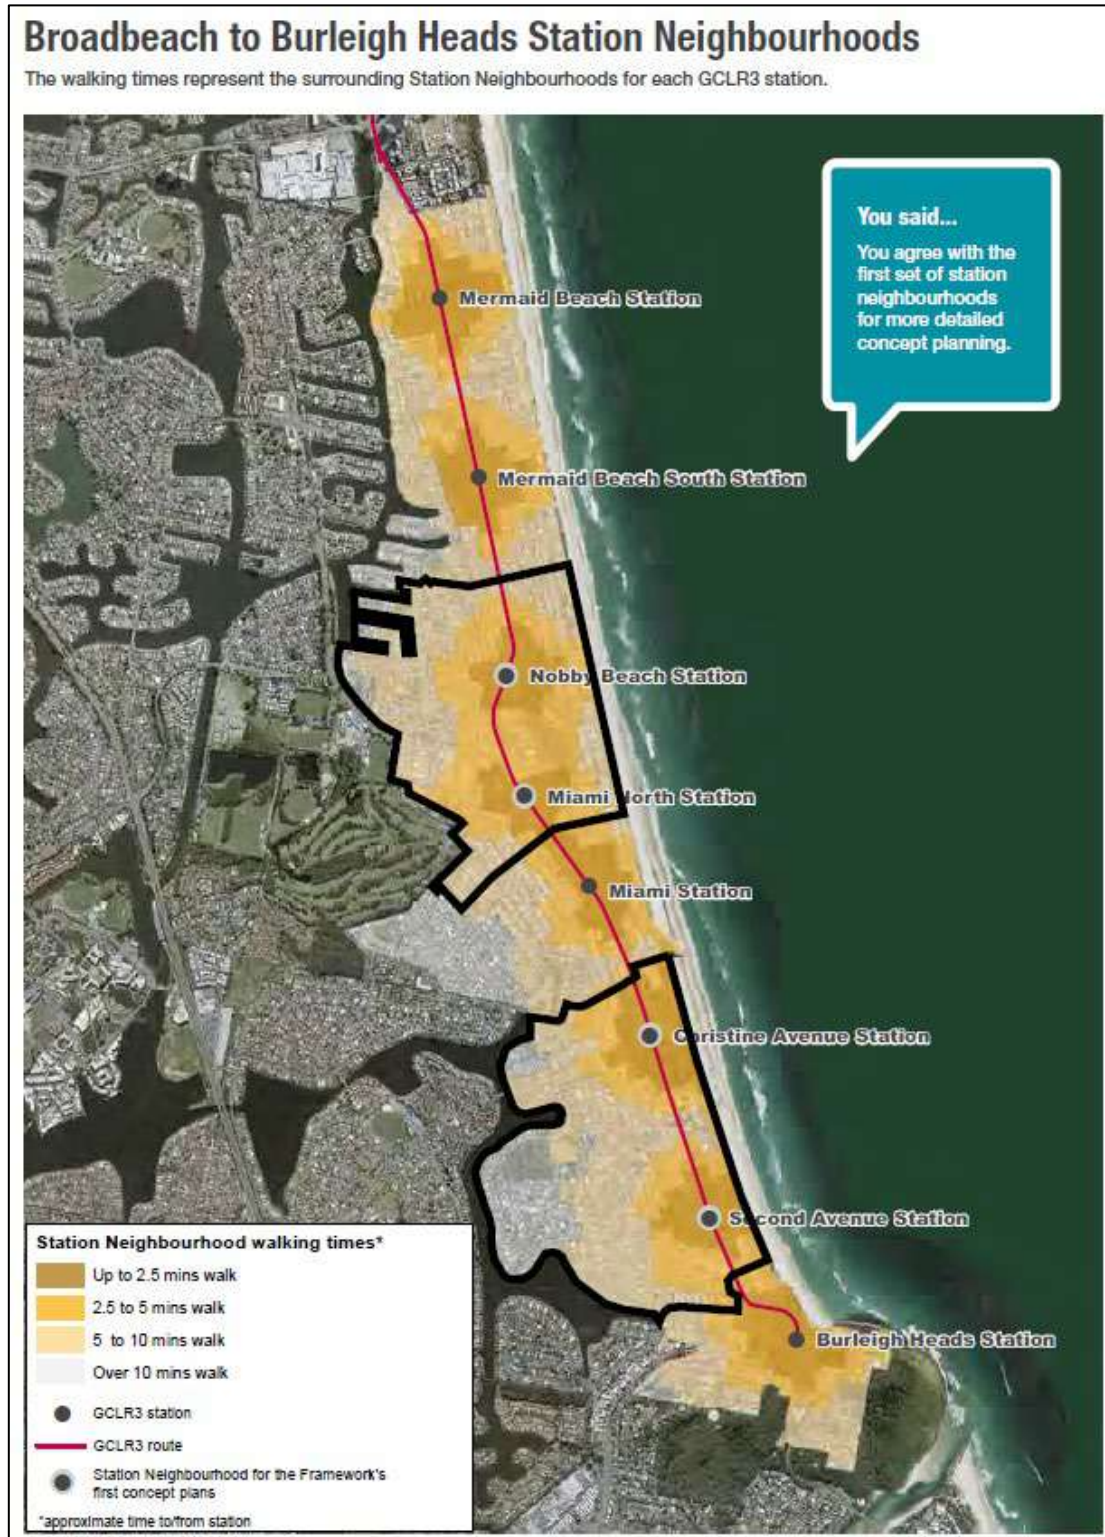 Broadbeach to Burleigh Heads Station Neighbourhoods
The walking times represent the surrounding Station Neighbourhoods for each GCLR3 station.
You said...
You agree with the
first set of station
neighbourhoods
for more detailed
concept planning.
Mermaid Beach Station
Mermaid Beach South Station
Nobby Beach Station
Miami North Station
Miami Station
Christine Avenue Station
Second Avenue Station
Burleigh Heads Station
Station Neighbourhood walking times*
Up to 2.5 mins walk
2.5 to 5 mins walk
5 to 10 mins walk
Over 10 mins walk
GCLR3 station
GCLR3 route
Station Neighbourhood for the Framework's
first concept plans
*approximate time to/from station